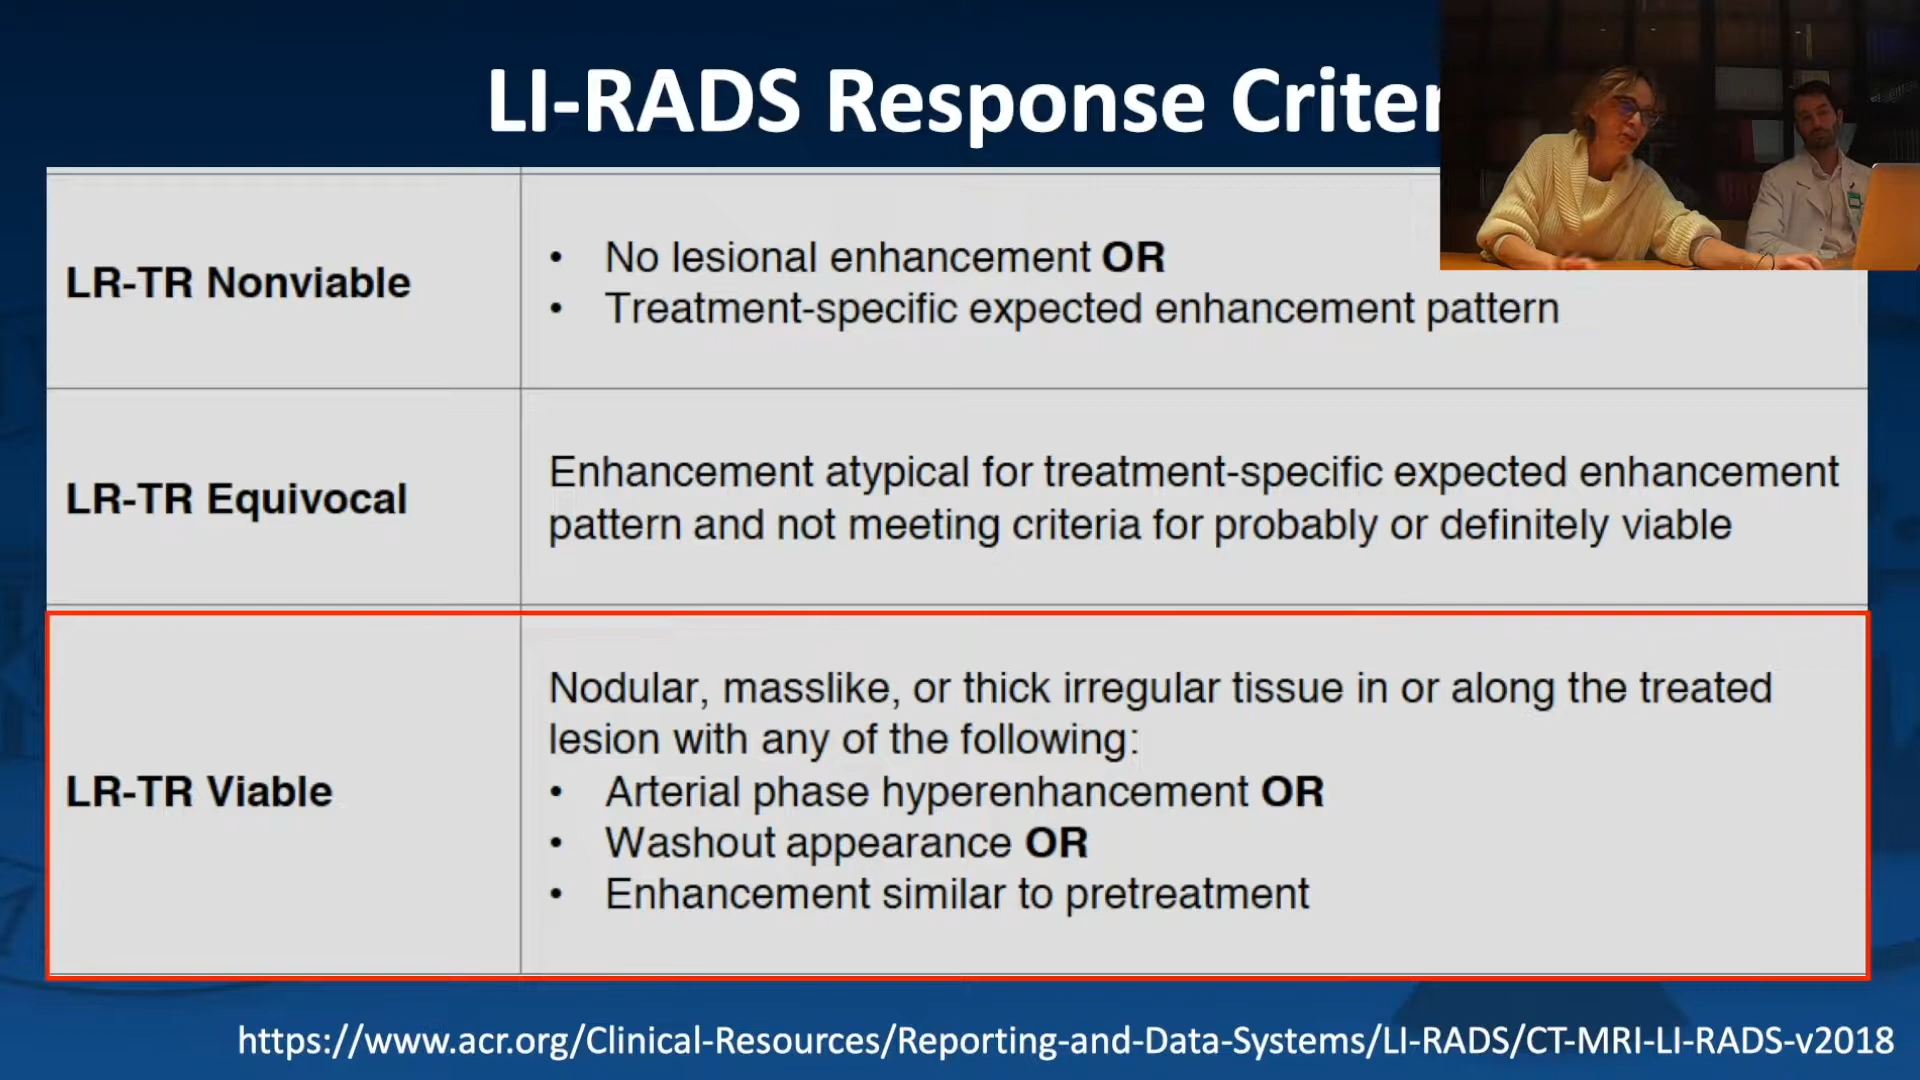 LI-RADS Response Criter
LR-TR Nonviable
• No lesional enhancement OR
• Treatment-specific expected enhancement pattern
LR-TR Equivocal
Enhancement atypical for treatment-specific expected enhancement
pattern and not meeting criteria for probably or definitely viable
LR-TR Viable
Nodular, masslike, or thick irregular tissue in or along the treated
lesion with any of the following:
• Arterial phase hyperenhancement OR
• Washout appearance OR
• Enhancement similar to pretreatment
https://www.acr.org/Clinical-Resources/Reporting-and-Data-Systems/LI-RADS/CT-MRI-LI-RADS-v2018